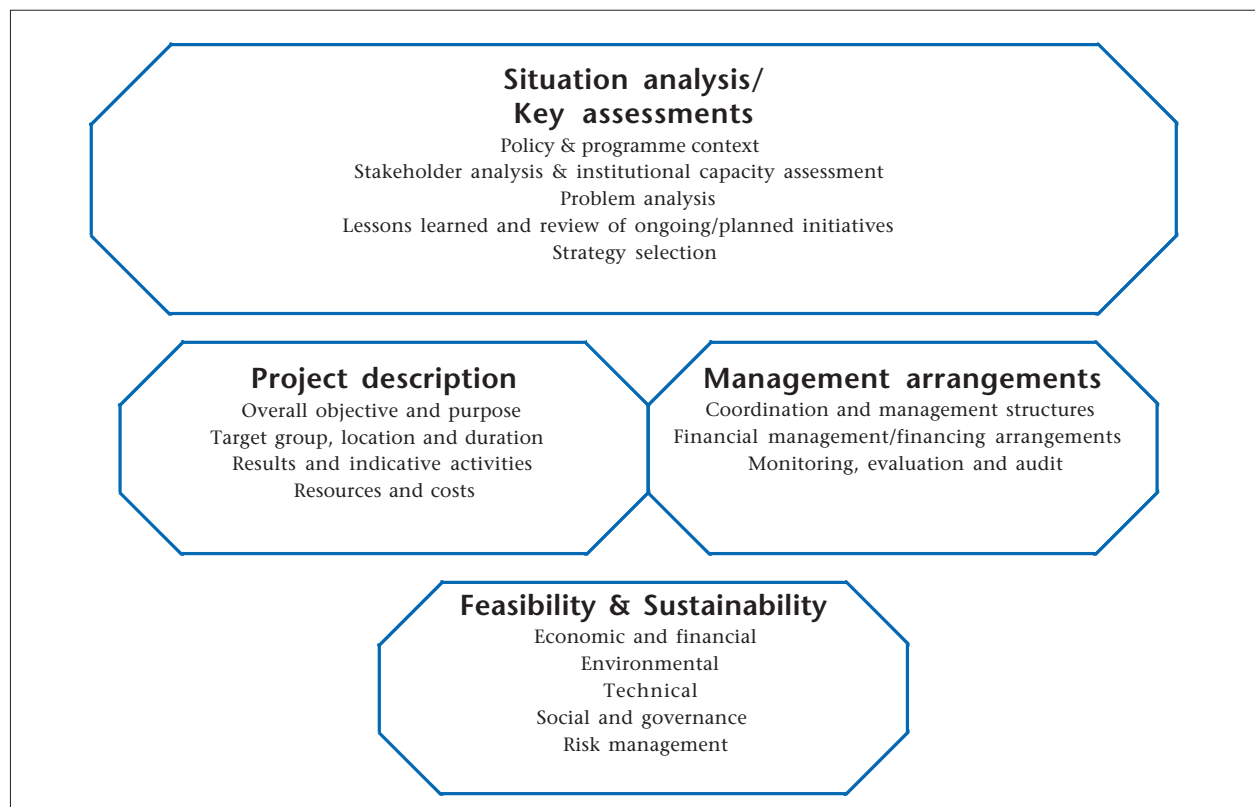 Situation analysis/
Key assessments
Policy & programme context
Stakeholder analysis & institutional capacity assessment
Problem analysis
Lessons learned and review of ongoing/planned initiatives
Strategy selection
Project description
Overall objective and purpose
Target group, location and duration
Results and indicative activities
Resources and costs
Management arrangements
Coordination and management structures
Financial management/financing arrangements
Monitoring, evaluation and audit
Feasibility & Sustainability
Economic and financial
Environmental
Technical
Social and governance
Risk management